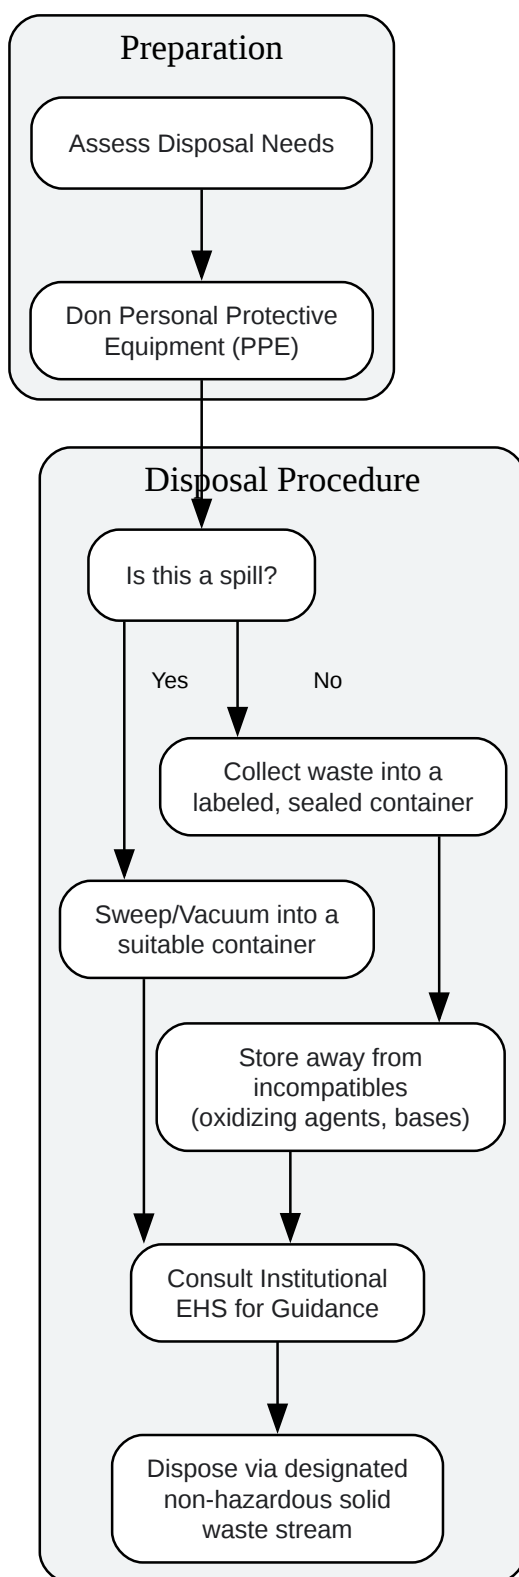 Preparation
Assess Disposal Needs
Don Personal Protective
Equipment (PPE)
Disposal Procedure
Is this a spill?
Yes
No
Collect waste into a
labeled, sealed container
Sweep/Vacuum into a
suitable container
Store away from
incompatibles
(oxidizing agents, bases)
Consult Institutional
EHS for Guidance
Dispose via designated
non-hazardous solid
waste stream